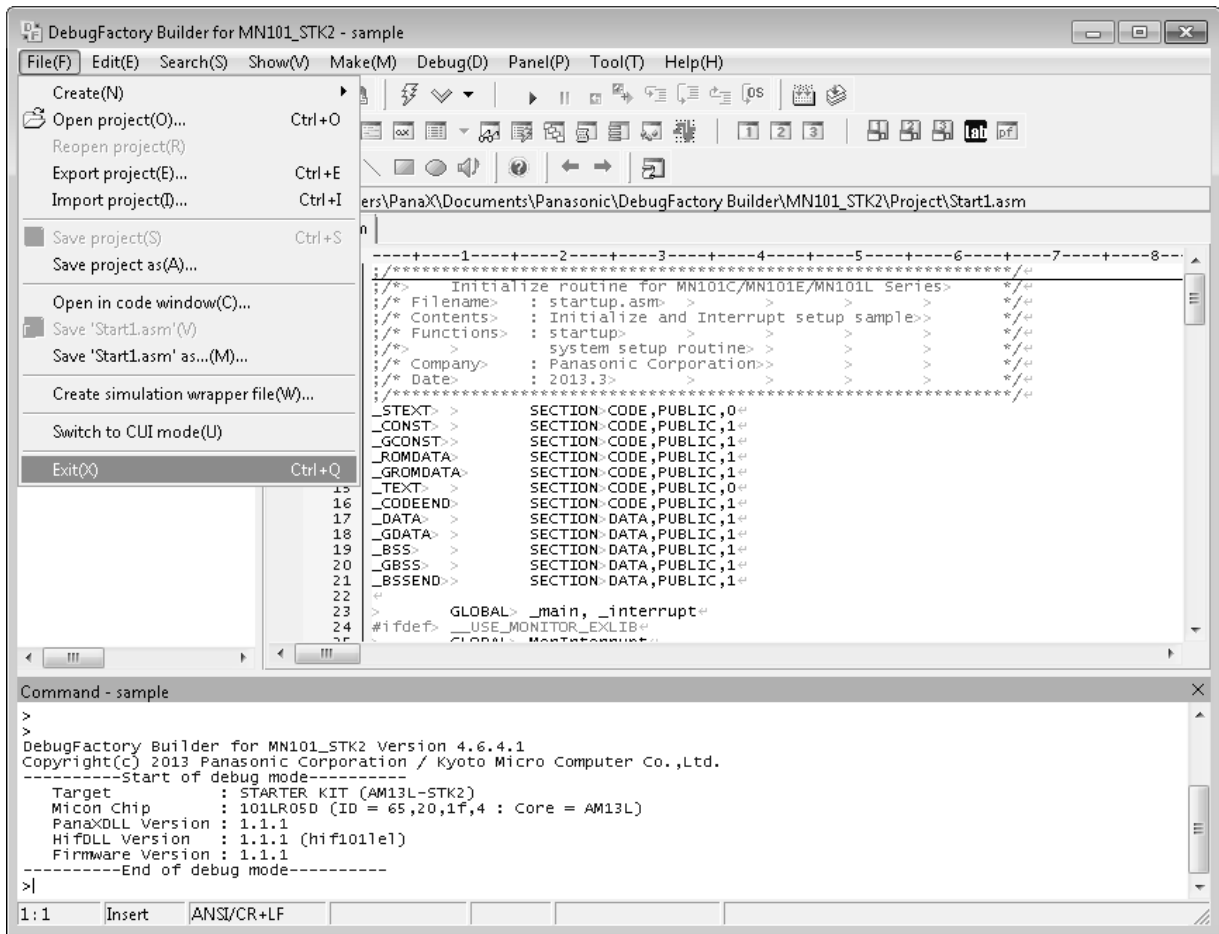 DebugFactory Builder for MN101_STK2 - sample
File(F) Edit(E) Search(S) Show(V) Make(M) Debug(D) Panel(P) Tool(T) Help(H)
Create(N)
Open project(O)... Ctrl+O
Reopen project(R)
Export project(E)... Ctrl+E
Import project(I)... Ctrl+I
Save project(S) Ctrl+S
Save project as(A)...
Open in code window(C)...
Save 'Start1.asm'(V)
Save 'Start1.asm' as...(M)...
Create simulation wrapper file(W)...
Switch to CUI mode(U)
Exit(X) Ctrl+Q
ers\PanaX\Documents\Panasonic\DebugFactory Builder\MN101_STK2\Project\Start1.asm
----+----1----+----2----+----3----+----4----+----5----+----6----+----7----+----8--
;/***************************************************************/
;/*> Initialize routine for MN101C/MN101E/MN101L Series> */
;/* Filename> : startup.asm> > > > > */
;/* Contents> : Initialize and Interrupt setup sample>> */
;/* Functions> : startup> > > > > */
;/*> > system setup routine> > > > */
;/* Company> : Panasonic Corporation>> > > */
;/* Date> : 2013.3> > > > > */
;/***************************************************************/
_STEXT> > SECTION>CODE,PUBLIC,0
_CONST> > SECTION>CODE,PUBLIC,1
_GCONST>> SECTION>CODE,PUBLIC,1
_ROMDATA> SECTION>CODE,PUBLIC,1
_GROMDATA> SECTION>CODE,PUBLIC,1
15 _TEXT> > SECTION>CODE,PUBLIC,0
16 _CODEEND> SECTION>CODE,PUBLIC,1
17 _DATA> > SECTION>DATA,PUBLIC,1
18 _GDATA> > SECTION>DATA,PUBLIC,1
19 _BSS> > SECTION>DATA,PUBLIC,1
20 _GBSS> > SECTION>DATA,PUBLIC,1
21 _BSSEND>> SECTION>DATA,PUBLIC,1
22
23 > GLOBAL> _main, _interrupt
24 #ifdef> __USE_MONITOR_EXLIB
Command - sample
>
>
DebugFactory Builder for MN101_STK2 Version 4.6.4.1
Copyright(c) 2013 Panasonic Corporation / Kyoto Micro Computer Co.,Ltd.
----------Start of debug mode----------
Target : STARTER KIT (AM13L-STK2)
Micon Chip : 101LR05D (ID = 65,20,1f,4 : Core = AM13L)
PanaXDLL Version : 1.1.1
HifDLL Version : 1.1.1 (hif101lel)
Firmware Version : 1.1.1
----------End of debug mode----------
>
1:1 Insert ANSI/CR+LF